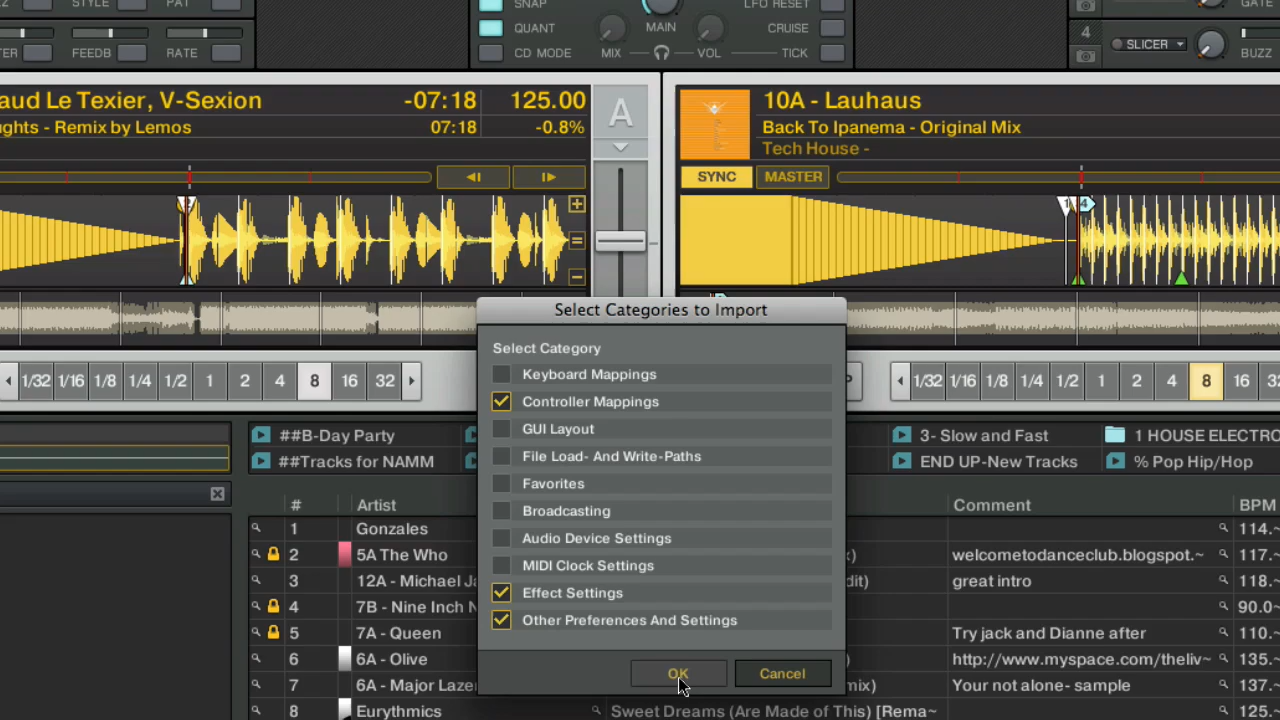 STYLE PAT SNAP LFO RESET GATE
QUANT MAIN CRUISE 4
FEEDB RATE CD MODE MIX VOL TICK SLICER BUZZ
aud Le Texier, V-Sexion -07:18 125.00 A 10A - Lauhaus
ghts - Remix by Lemos 07:18 -0.8% Back To Ipanema - Original Mix
Tech House -
SYNC MASTER
1 4
Select Categories to Import
Select Category
Keyboard Mappings
Controller Mappings
GUI Layout
File Load- And Write-Paths
Favorites
Broadcasting
Audio Device Settings
MIDI Clock Settings
Effect Settings
Other Preferences And Settings
OK Cancel
1/32 1/16 1/8 1/4 1/2 1 2 4 8 16 32
P 1/32 1/16 1/8 1/4 1/2 1 2 4 8 16 32
##B-Day Party 3- Slow and Fast 1 HOUSE ELECTRO
##Tracks for NAMM END UP-New Tracks % Pop Hip/Hop
# Artist Comment BPM
1 Gonzales 114.~
2 5A The Who x) welcometodanceclub.blogspot.~ 117.~
3 12A - Michael Ja dit) great intro 118.~
4 7B - Nine Inch N 90.0~
5 7A - Queen Try jack and Dianne after 110.~
6 6A - Olive ) http://www.myspace.com/theliv~ 135.~
7 6A - Major Lazer mix) Your not alone- sample 137.~
8 Eurythmics Sweet Dreams (Are Made of This) [Rema~ 125.~